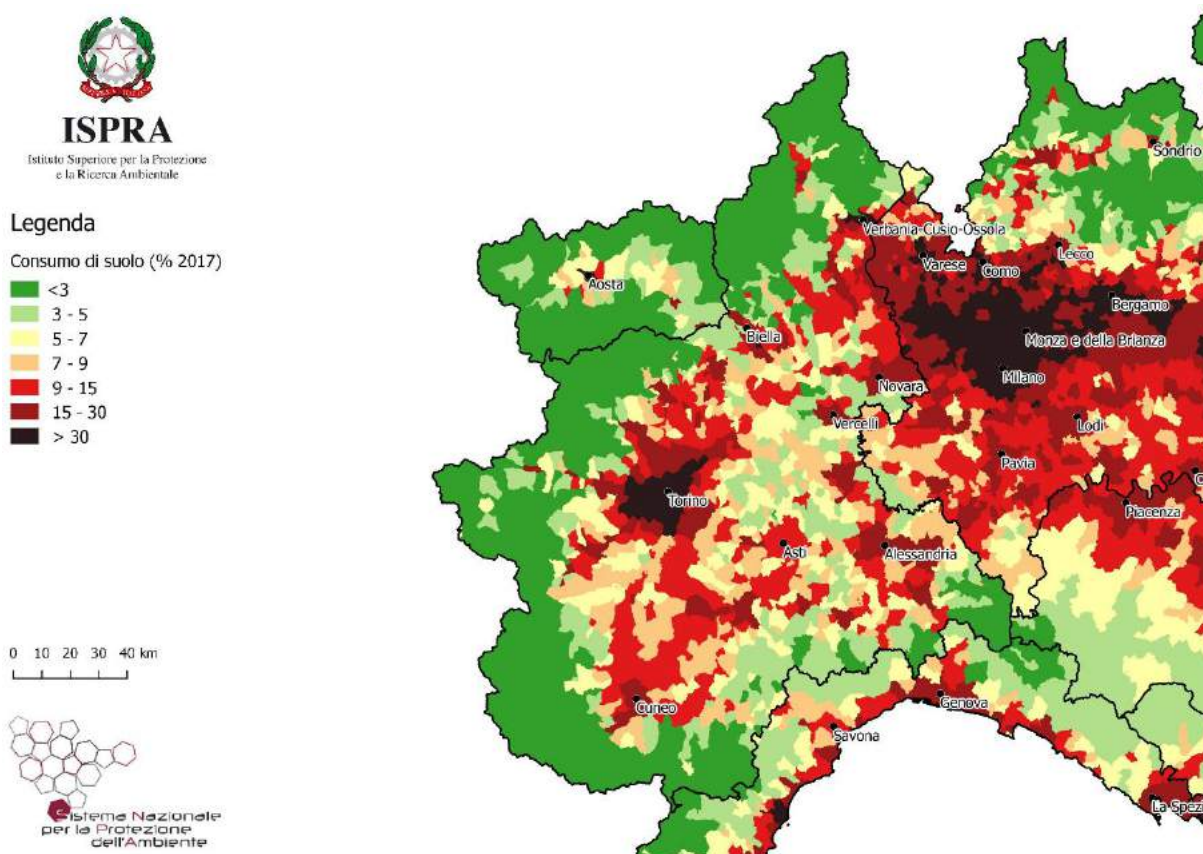 ISPRA
Istituto Superiore per la Protezione
e la Ricerca Ambientale
Legenda
Consumo di suolo (% 2017)
<3
3 - 5
5 - 7
7 - 9
9 - 15
15 - 30
> 30
0 10 20 30 40 km
Sistema Nazionale
per la Protezione
dell'Ambiente
Sondrio
Verbania-Cusio-Ossola
Lecco
Varese
Como
Aosta
Bergamo
Biella
Monza e della Brianza
Milano
Novara
Vercelli
Lodi
Pavia
Torino
Piacenza
Asti
Alessandria
Cuneo
Genova
Savona
La Spezi